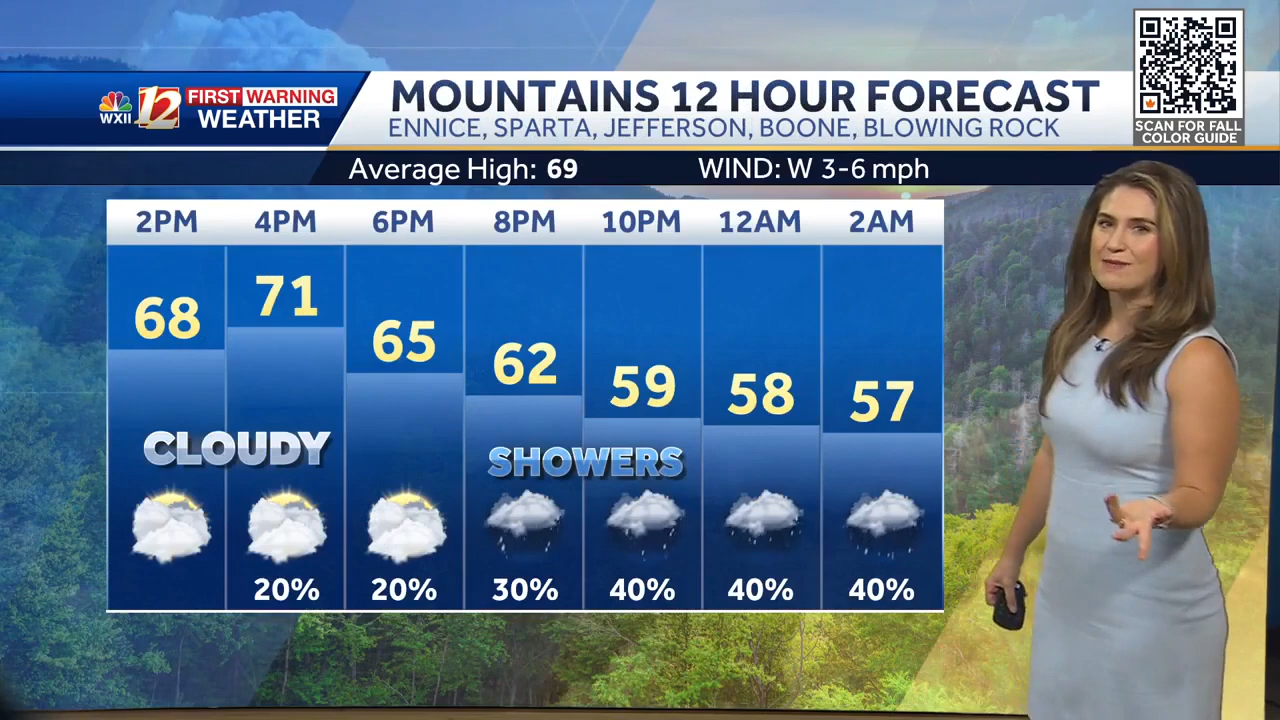 WXII 12 FIRST WARNING
WEATHER
MOUNTAINS 12 HOUR FORECAST
ENNICE, SPARTA, JEFFERSON, BOONE, BLOWING ROCK
SCAN FOR FALL
COLOR GUIDE
Average High: 69 WIND: W 3-6 mph
2PM 4PM 6PM 8PM 10PM 12AM 2AM
68 71 65 62 59 58 57
CLOUDY SHOWERS
20% 20% 30% 40% 40% 40%